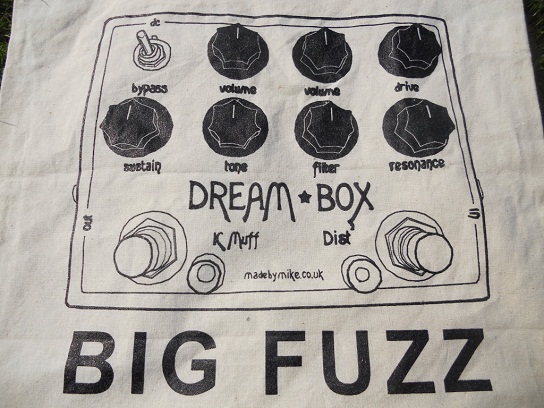 dc
bypass volume volume drive
sustain tone filter resonance
DREAM★BOX
out
in
IC Muff Dist
madebymike.co.uk
BIG FUZZ